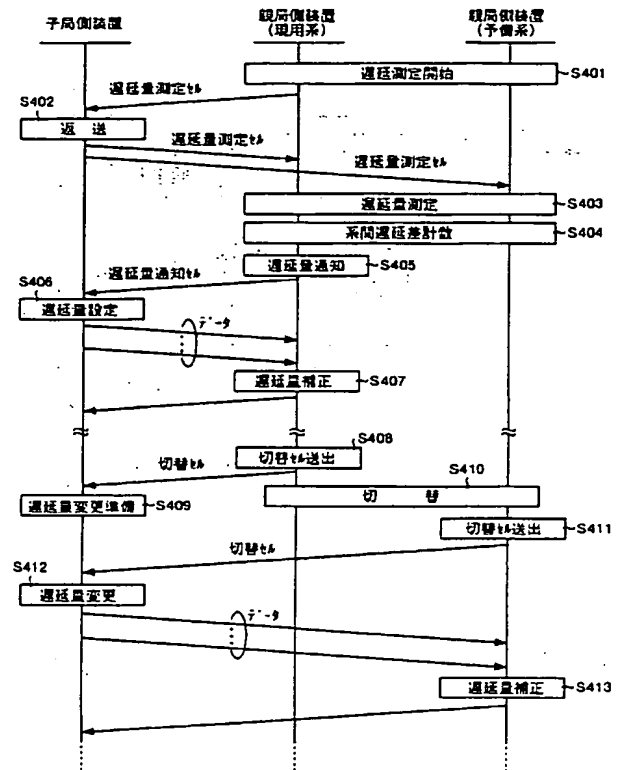 子局側装置
親局側装置
(現用系)
親局側装置
(予備系)
遅延測定開始
S401
遅延量測定セル
S402
返送
遅延量測定セル
遅延量測定セル
遅延量測定
S403
系間遅延差計数
S404
遅延量通知
S405
遅延量通知セル
S406
遅延量設定
データ
遅延量補正
S407
切替セル送出
S408
切替セル
遅延量変更準備
S409
切替
S410
切替セル送出
S411
切替セル
S412
遅延量変更
データ
遅延量補正
S413